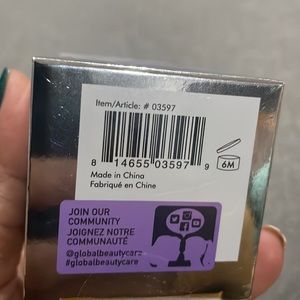 Item/Article: # 03597
8 14655 03597 9
6M
Made in China
Fabriqué en Chine
JOIN OUR
COMMUNITY
JOIGNEZ NOTRE
COMMUNAUTÉ
@globalbeautycare
#globalbeautycare